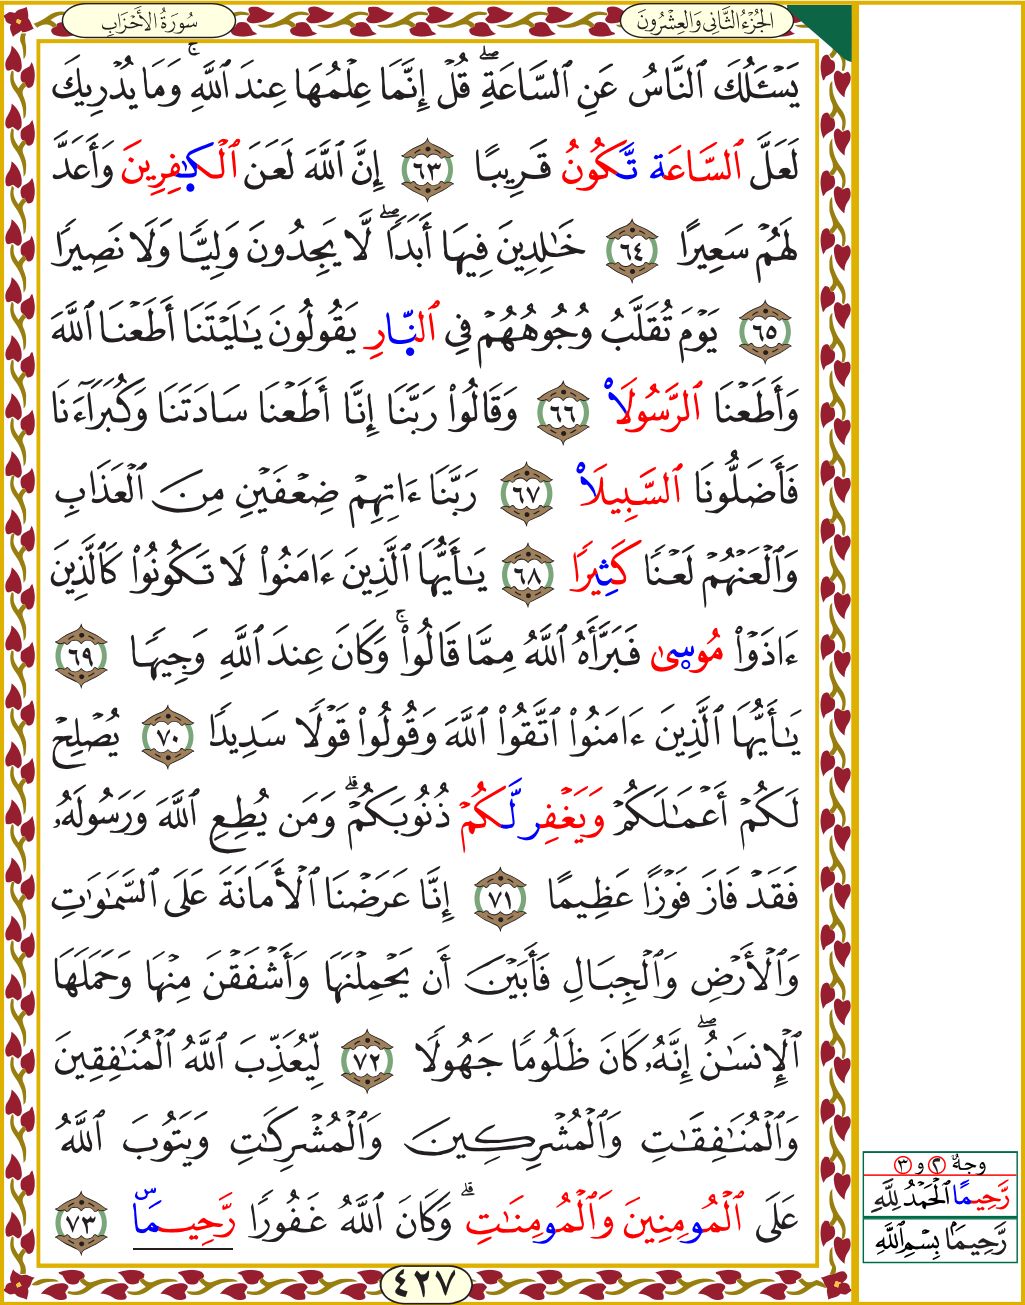 الجُزْءُ الثَّانِي وَالعِشْرُونَ
سُورَةُ الأَحْزَابِ
يَسْـَٔلُكَ ٱلنَّاسُ عَنِ ٱلسَّاعَةِۖ قُلْ إِنَّمَا عِلْمُهَا عِندَ ٱللَّهِۚ وَمَا يُدْرِيكَ
لَعَلَّ ٱلسَّاعَة تَّكُونُ قَرِيبًا ٦٣ إِنَّ ٱللَّهَ لَعَنَ ٱلْكَـٰفِرِينَ وَأَعَدَّ
لَهُمْ سَعِيرًا ٦٤ خَـٰلِدِينَ فِيهَا أَبَدًاۖ لَّا يَجِدُونَ وَلِيًّا وَلَا نَصِيرًا
٦٥ يَوْمَ تُقَلَّبُ وُجُوهُهُمْ فِي ٱلنّارِ يَقُولُونَ يَـٰلَيْتَنَا أَطَعْنَا ٱللَّهَ
وَأَطَعْنَا ٱلرَّسُولَاْ ٦٦ وَقَالُوا۟ رَبَّنَا إِنَّا أَطَعْنَا سَادَتَنَا وَكُبَرَآءَنَا
فَأَضَلُّونَا ٱلسَّبِيلَاْ ٦٧ رَبَّنَا ءَاتِهِمْ ضِعْفَيْنِ مِنَ ٱلْعَذَابِ
وَٱلْعَنْهُمْ لَعْنًا كَثِيرًا ٦٨ يَـٰأَيُّهَا ٱلَّذِينَ ءَامَنُوا۟ لَا تَكُونُوا۟ كَٱلَّذِينَ
ءَاذَوْا۟ مُوسىٰ فَبَرَّأَهُ ٱللَّهُ مِمَّا قَالُوا۟ۚ وَكَانَ عِندَ ٱللَّهِ وَجِيهًا ٦٩
يَـٰأَيُّهَا ٱلَّذِينَ ءَامَنُوا۟ ٱتَّقُوا۟ ٱللَّهَ وَقُولُوا۟ قَوْلًا سَدِيدًا ٧٠ يُصْلِحْ
لَكُمْ أَعْمَـٰلَكُمْ وَيَغْفِر لَّكُمْ ذُنُوبَكُمْۗ وَمَن يُطِعِ ٱللَّهَ وَرَسُولَهُۥ
فَقَدْ فَازَ فَوْزًا عَظِيمًا ٧١ إِنَّا عَرَضْنَا ٱلْأَمَانَةَ عَلَى ٱلسَّمَـٰوَٰتِ
وَٱلْأَرْضِ وَٱلْجِبَالِ فَأَبَيْنَ أَن يَحْمِلْنَهَا وَأَشْفَقْنَ مِنْهَا وَحَمَلَهَا
ٱلْإِنسَـٰنُۖ إِنَّهُۥ كَانَ ظَلُومًا جَهُولًا ٧٢ لِّيُعَذِّبَ ٱللَّهُ ٱلْمُنَـٰفِقِينَ
وَٱلْمُنَـٰفِقَـٰتِ وَٱلْمُشْرِكِينَ وَٱلْمُشْرِكَـٰتِ وَيَتُوبَ ٱللَّهُ
عَلَى ٱلْمُومِنِينَ وَٱلْمُومِنَـٰتِۗ وَكَانَ ٱللَّهُ غَفُورًا رَّحِيمًا ٧٣
وجهٌ ٢ و ٣
رَّحِيمًا ٱلْحَمْدُ لِلَّهِ
رَّحِيمًا بِسْمِ ٱللَّهِ
٤٢٧